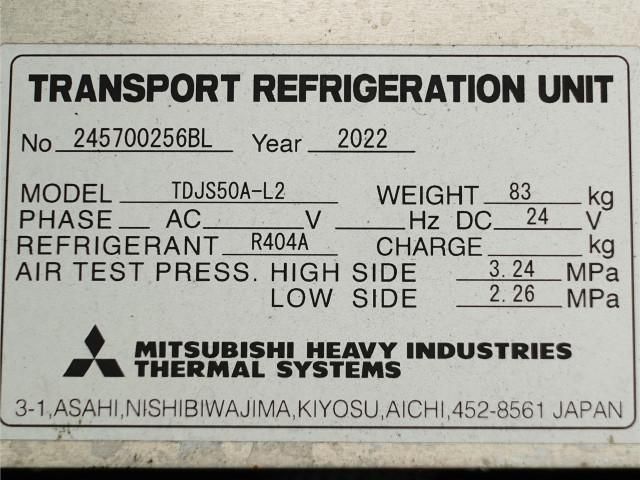 TRANSPORT REFRIGERATION UNIT
No 245700256BL Year 2022
MODEL TDJS50A-L2 WEIGHT 83 kg
PHASE AC V Hz DC 24 V
REFRIGERANT R404A CHARGE kg
AIR TEST PRESS. HIGH SIDE 3.24 MPa
LOW SIDE 2.26 MPa
MITSUBISHI HEAVY INDUSTRIES
THERMAL SYSTEMS
3-1,ASAHI,NISHIBIWAJIMA,KIYOSU,AICHI,452-8561 JAPAN